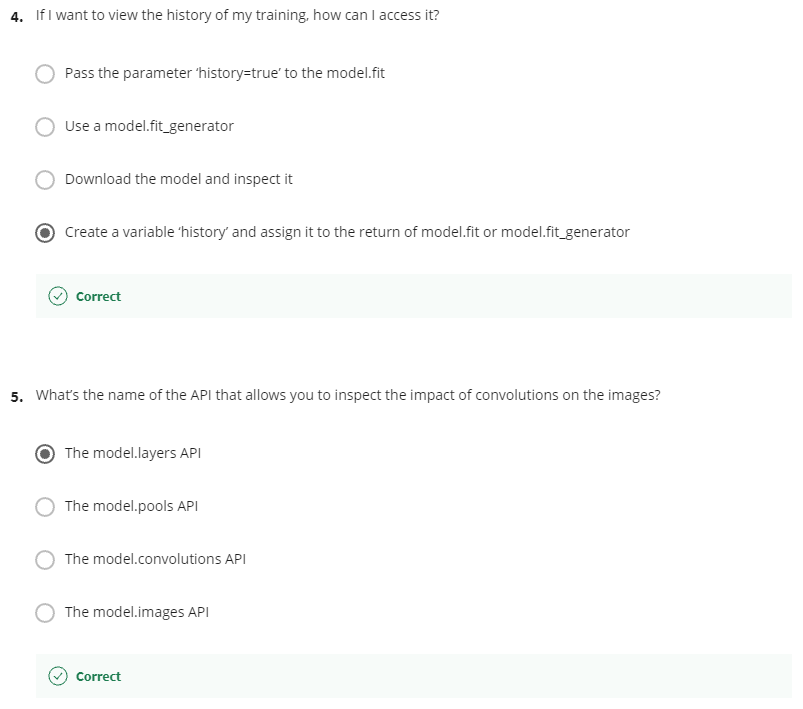 4. If I want to view the history of my training, how can I access it?
Pass the parameter ‘history=true’ to the model.fit
Use a model.fit_generator
Download the model and inspect it
Create a variable ‘history’ and assign it to the return of model.fit or model.fit_generator
Correct
5. What’s the name of the API that allows you to inspect the impact of convolutions on the images?
The model.layers API
The model.pools API
The model.convolutions API
The model.images API
Correct